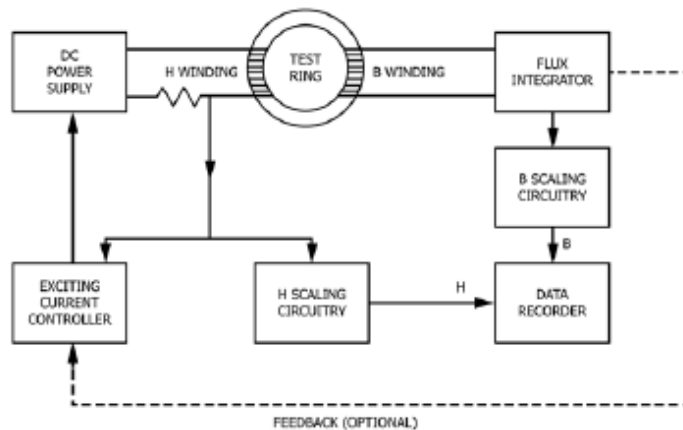 DC
POWER
SUPPLY
H WINDING
TEST
RING
B WINDING
FLUX
INTEGRATOR
B SCALING
CIRCUITRY
B
EXCITING
CURRENT
CONTROLLER
H SCALING
CIRCUITRY
H
DATA
RECORDER
FEEDBACK (OPTIONAL)